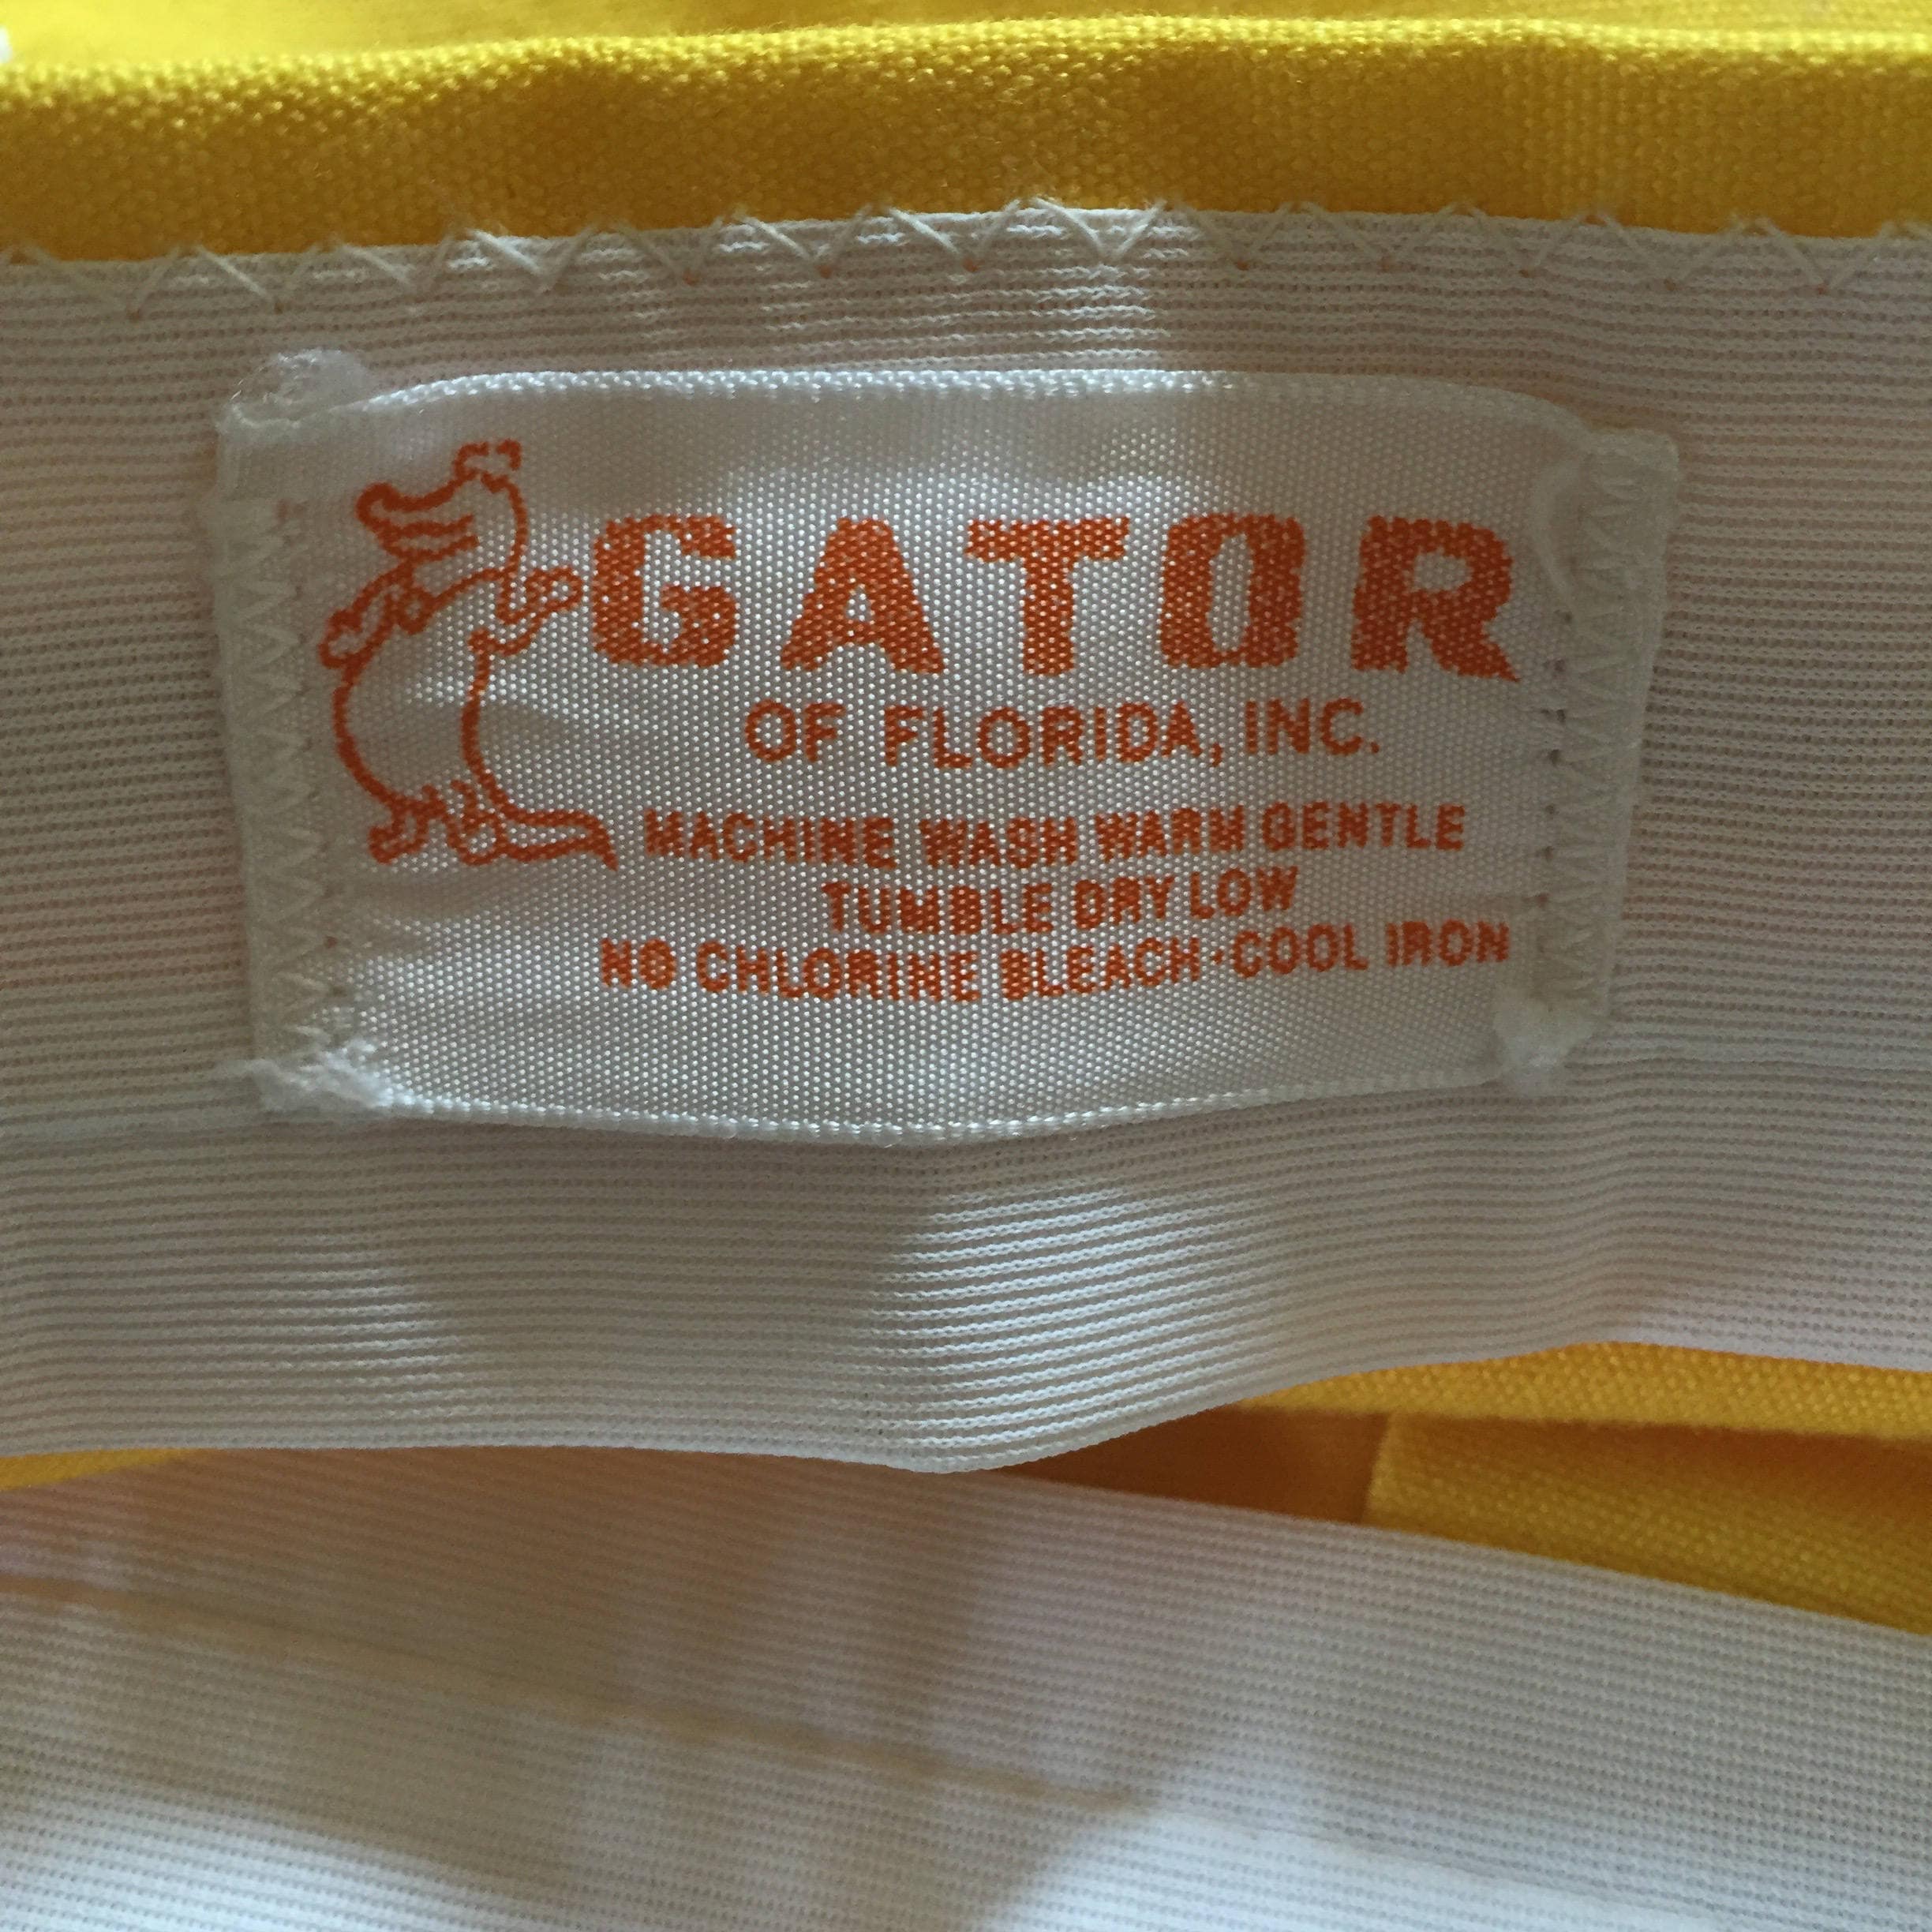 GATOR
OF FLORIDA, INC.
MACHINE WASH WARM GENTLE
TUMBLE DRY LOW
NO CHLORINE BLEACH·COOL IRON